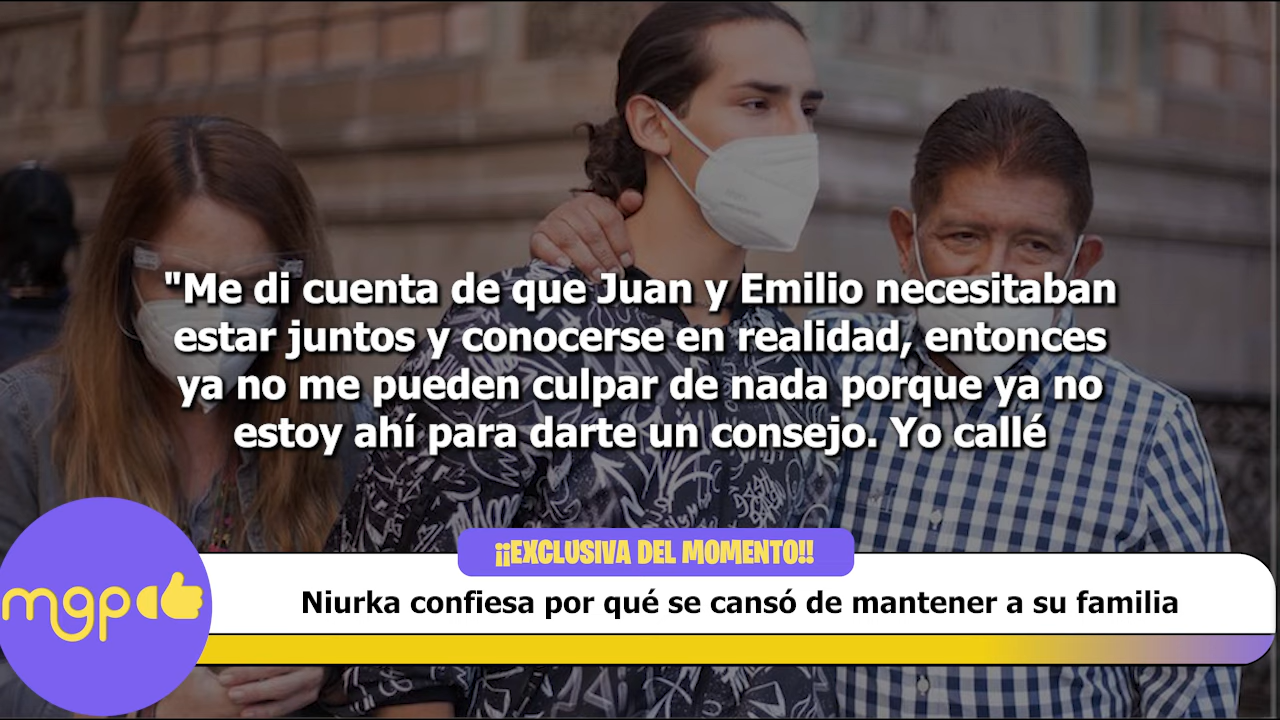 "Me di cuenta de que Juan y Emilio necesitaban
estar juntos y conocerse en realidad, entonces
ya no me pueden culpar de nada porque ya no
estoy ahí para darte un consejo. Yo callé
¡¡EXCLUSIVA DEL MOMENTO!!
Niurka confiesa por qué se cansó de mantener a su familia
mgp